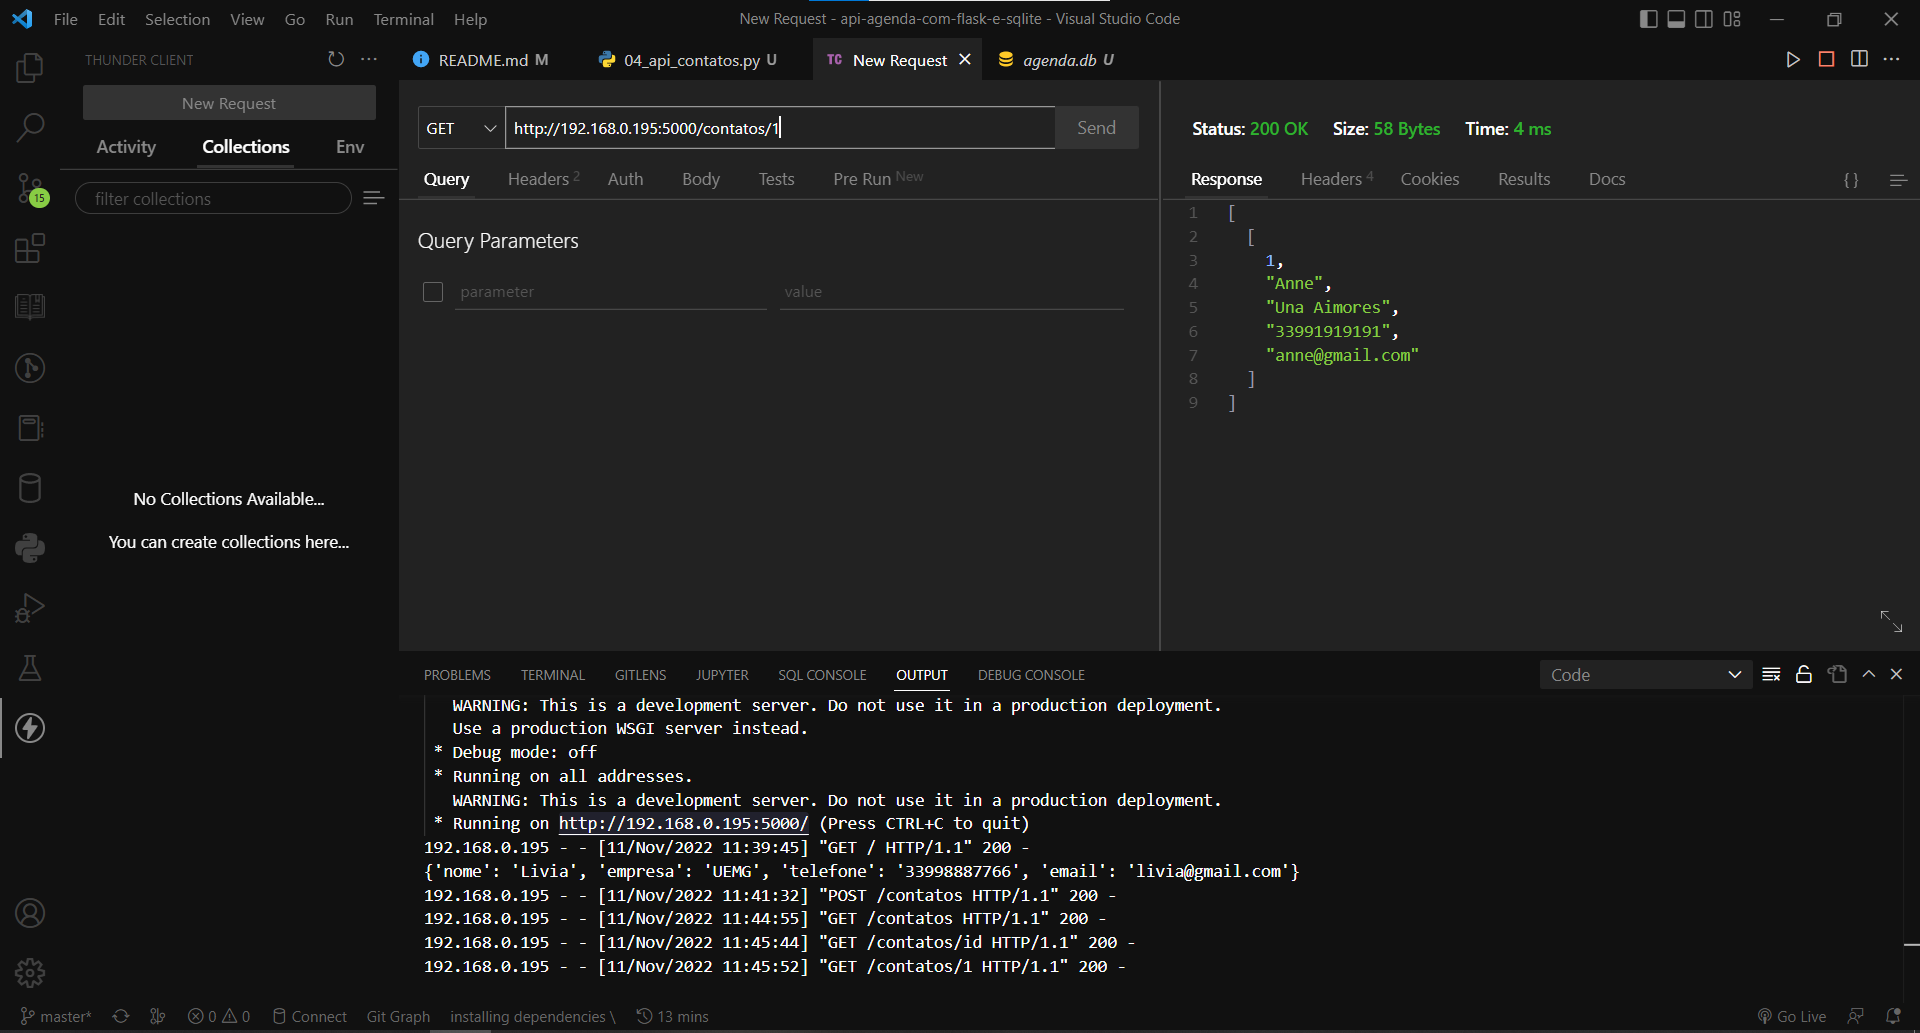 File Edit Selection View Go Run Terminal Help
New Request - api-agenda-com-flask-e-sqlite - Visual Studio Code
THUNDER CLIENT
New Request
Activity Collections Env
filter collections
No Collections Available...
You can create collections here...
15
README.md M
04_api_contatos.py U
TC New Request
agenda.db U
GET http://192.168.0.195:5000/contatos/1 Send
Query Headers 2 Auth Body Tests Pre Run New
Query Parameters
parameter value
Status: 200 OK Size: 58 Bytes Time: 4 ms
Response Headers 4 Cookies Results Docs { }
1 [
2 [
3 1,
4 "Anne",
5 "Una Aimores",
6 "33991919191",
7 "anne@gmail.com"
8 ]
9 ]
PROBLEMS TERMINAL GITLENS JUPYTER SQL CONSOLE OUTPUT DEBUG CONSOLE
Code
WARNING: This is a development server. Do not use it in a production deployment.
Use a production WSGI server instead.
* Debug mode: off
* Running on all addresses.
WARNING: This is a development server. Do not use it in a production deployment.
* Running on http://192.168.0.195:5000/ (Press CTRL+C to quit)
192.168.0.195 - - [11/Nov/2022 11:39:45] "GET / HTTP/1.1" 200 -
{'nome': 'Livia', 'empresa': 'UEMG', 'telefone': '33998887766', 'email': 'livia@gmail.com'}
192.168.0.195 - - [11/Nov/2022 11:41:32] "POST /contatos HTTP/1.1" 200 -
192.168.0.195 - - [11/Nov/2022 11:44:55] "GET /contatos HTTP/1.1" 200 -
192.168.0.195 - - [11/Nov/2022 11:45:44] "GET /contatos/id HTTP/1.1" 200 -
192.168.0.195 - - [11/Nov/2022 11:45:52] "GET /contatos/1 HTTP/1.1" 200 -
master* 0 0 Connect Git Graph installing dependencies \ 13 mins
Go Live